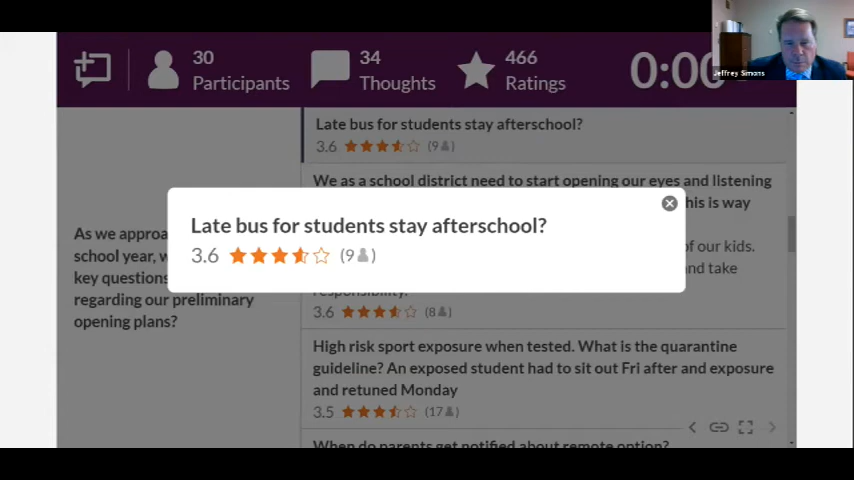 30
Participants
34
Thoughts
466
Ratings
0:00
Jeffrey Simons
Late bus for students stay afterschool?
3.6 (9)
We as a school district need to start opening our eyes and listening
his is way
Late bus for students stay afterschool?
3.6 (9)
As we approa
school year, w
key questions
regarding our preliminary
opening plans?
of our kids.
nd take
responsibility.
3.6 (8)
High risk sport exposure when tested. What is the quarantine
guideline? An exposed student had to sit out Fri after and exposure
and retuned Monday
3.5 (17)
When do parents get notified about remote option?